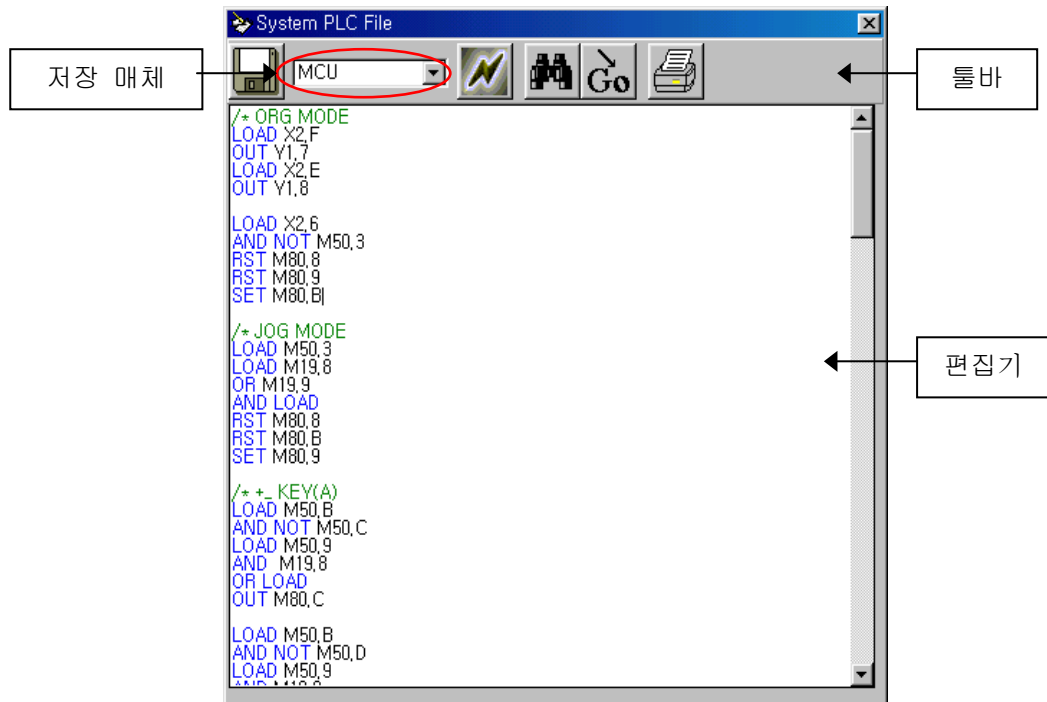 System PLC File
저장 매체
MCU
Go
툴바
/* ORG MODE
LOAD X2,F
OUT Y1,7
LOAD X2,E
OUT Y1,8
LOAD X2,6
AND NOT M50,3
RST M80,8
RST M80,9
SET M80,B
/* JOG MODE
LOAD M50,3
LOAD M19,8
OR M19,9
AND LOAD
RST M80,8
RST M80,B
SET M80,9
편집기
/* +_ KEY(A)
LOAD M50,B
AND NOT M50,C
LOAD M50,9
AND  M19,8
OR LOAD
OUT M80,C
LOAD M50,B
AND NOT M50,D
LOAD M50,9